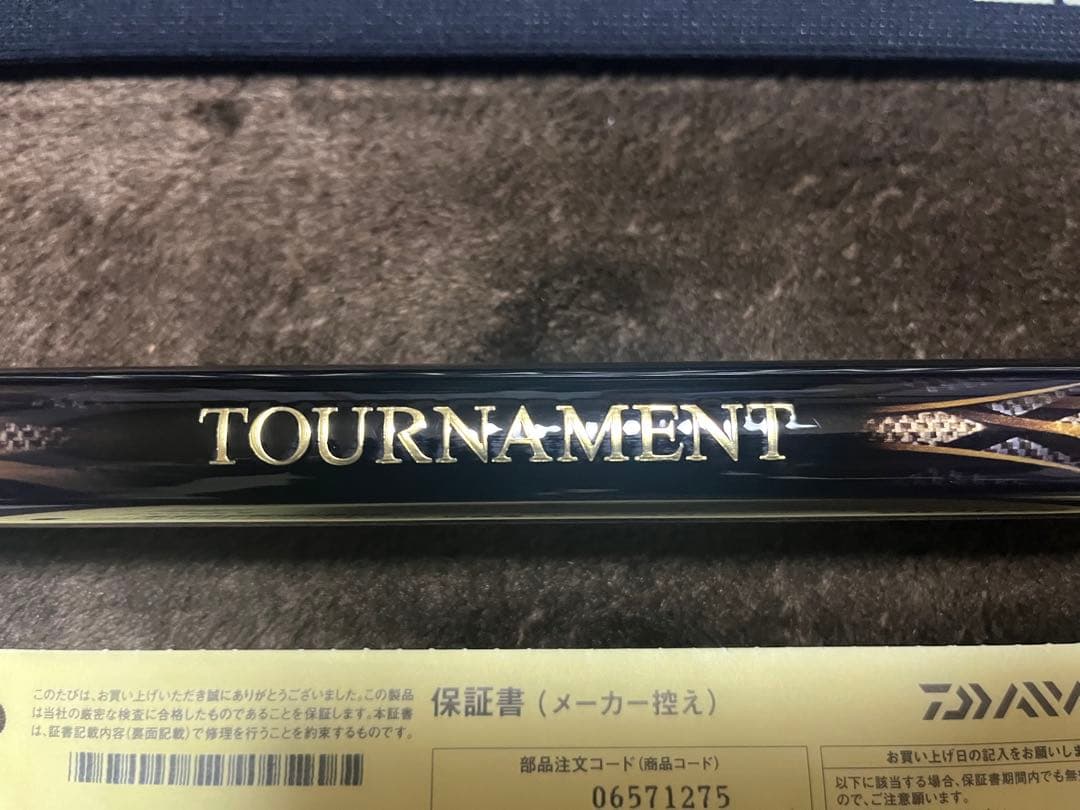 TOURNAMENT
このたびは、お買い上げいただき誠にありがとうございました。この製品
は当社の厳密な検査に合格したものであることを保証します。本証書
は、証書記載内容(裏面記載)で修理を行うことを約束するものです。
保証書(メーカー控え)
部品注文コード(商品コード)
06571275
DAIWA
お買い上げ日の記入をお願いしま
以下に該当する場合、保証書期間内でも無
ので、ご注意願います。